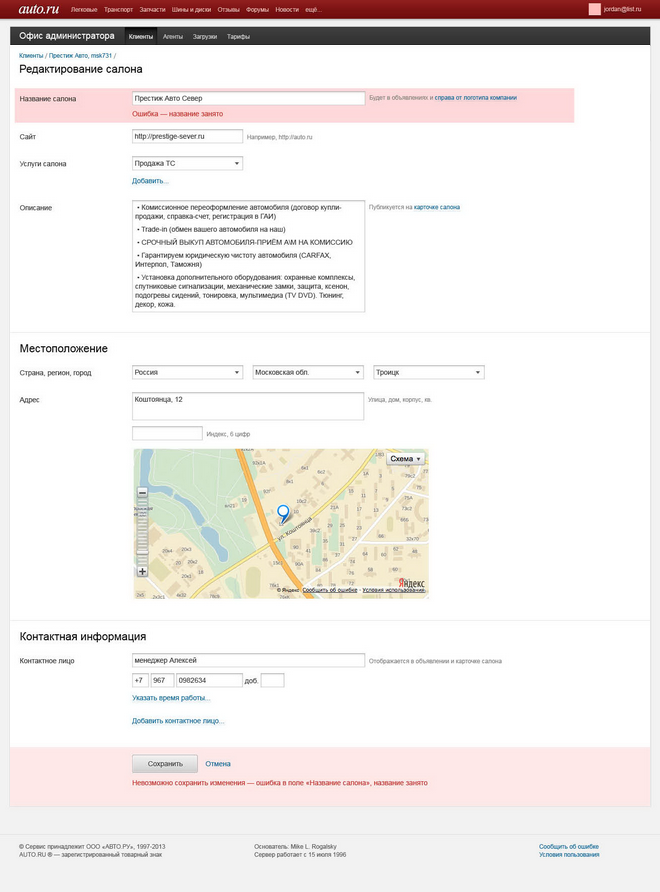 auto.ru Легковые Транспорт Запчасти Шины и диски Отзывы Форумы Новости ещё... jordan@list.ru
Офис администратора Клиенты Агенты Загрузки Тарифы
Клиенты / Престиж Авто, msk731 /
Редактирование салона
Название салона Престиж Авто Север Будет в объявлениях и справа от логотипа компании
Ошибка — название занято
Сайт http://prestige-sever.ru Например, http://auto.ru
Услуги салона Продажа ТС
Добавить...
Описание • Комиссионное переоформление автомобиля (договор купли- Публикуется на карточке салона
продажи, справка-счет, регистрация в ГАИ)
• Trade-in (обмен вашего автомобиля на наш)
• СРОЧНЫЙ ВЫКУП АВТОМОБИЛЯ-ПРИЁМ А\М НА КОМИССИЮ
• Гарантируем юридическую чистоту автомобиля (CARFAX,
Интерпол, Таможня)
• Установка дополнительного оборудования: охранные комплексы,
спутниковые сигнализации, механические замки, защита, ксенон,
подогревы сидений, тонировка, мультимедиа (TV DVD). Тюнинг,
декор, кожа.
Местоположение
Страна, регион, город Россия Московская обл. Троицк
Адрес Коштоянца, 12 Улица, дом, корпус, кв.
Индекс, 6 цифр
Схема
ул. Коштоянца
Яндекс
© Яндекс Сообщить об ошибке · Условия использования
Контактная информация
Контактное лицо менеджер Алексей Отображается в объявлении и карточке салона
+7 967 0982634 доб.
Указать время работы...
Добавить контактное лицо...
Сохранить Отмена
Невозможно сохранить изменения — ошибка в поле «Название салона», название занято
© Сервис принадлежит ООО «АВТО.РУ», 1997-2013 Основатель: Mike L. Rogalsky Сообщить об ошибке
AUTO.RU ® — зарегистрированный товарный знак Сервер работает с 15 июля 1996 Условия пользования